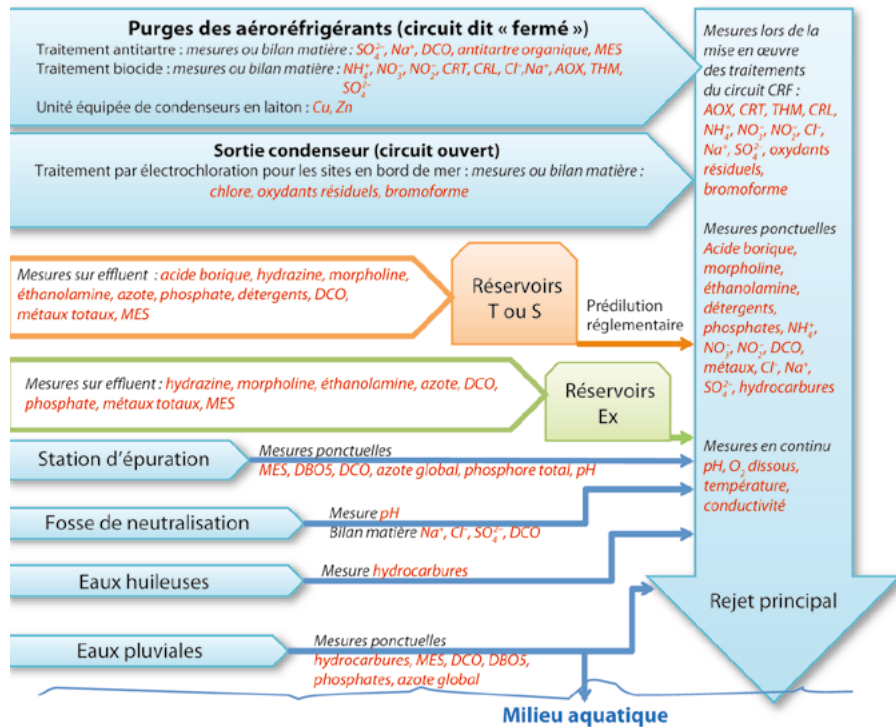 Purges des aéroréfrigérants (circuit dit « fermé »)
Traitement antitartre : mesures ou bilan matière : SO₄²⁻, Na⁺, DCO, antitartre organique, MES
Traitement biocide : mesures ou bilan matière : NH₄⁺, NO₃⁻, NO₂⁻, CRT, CRL, Cl⁻,Na⁺, AOX, THM,
SO₄²⁻
Unité équipée de condenseurs en laiton : Cu, Zn
Sortie condenseur (circuit ouvert)
Traitement par électrochloration pour les sites en bord de mer : mesures ou bilan matière :
chlore, oxydants résiduels, bromoforme
Mesures sur effluent : acide borique, hydrazine, morpholine,
éthanolamine, azote, phosphate, détergents, DCO,
métaux totaux, MES
Réservoirs
T ou S
Prédilution
réglementaire
Mesures sur effluent : hydrazine, morpholine, éthanolamine, azote, DCO,
phosphate, métaux totaux, MES
Réservoirs
Ex
Station d'épuration
Mesures ponctuelles
MES, DBO5, DCO, azote global, phosphore total, pH
Fosse de neutralisation
Mesure pH
Bilan matière Na⁺, Cl⁻, SO₄²⁻, DCO
Eaux huileuses
Mesure hydrocarbures
Eaux pluviales
Mesures ponctuelles
hydrocarbures, MES, DCO, DBO5,
phosphates, azote global
Mesures lors de la
mise en œuvre
des traitements
du circuit CRF :
AOX, CRT, THM, CRL,
NH₄⁺, NO₃⁻, NO₂⁻, Cl⁻,
Na⁺, SO₄²⁻, oxydants
résiduels,
bromoforme
Mesures ponctuelles
Acide borique,
morpholine,
éthanolamine,
détergents,
phosphates, NH₄⁺,
NO₃⁻, NO₂⁻, DCO,
métaux, Cl⁻, Na⁺,
SO₄²⁻, hydrocarbures
Mesures en continu
pH, O₂ dissous,
température,
conductivité
Rejet principal
Milieu aquatique